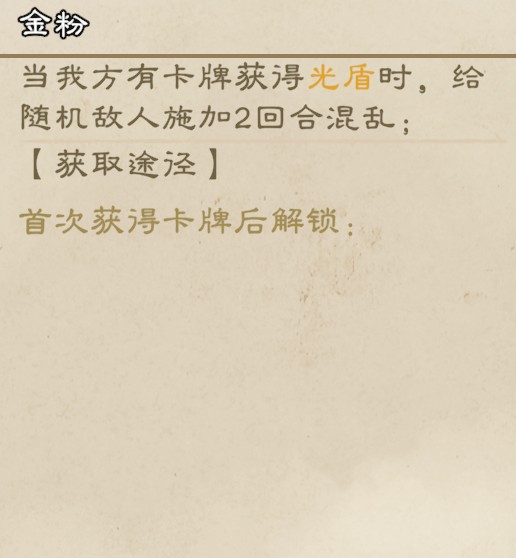 金粉
当我方有卡牌获得光盾时，给
随机敌人施加2回合混乱；
【获取途径】
首次获得卡牌后解锁：